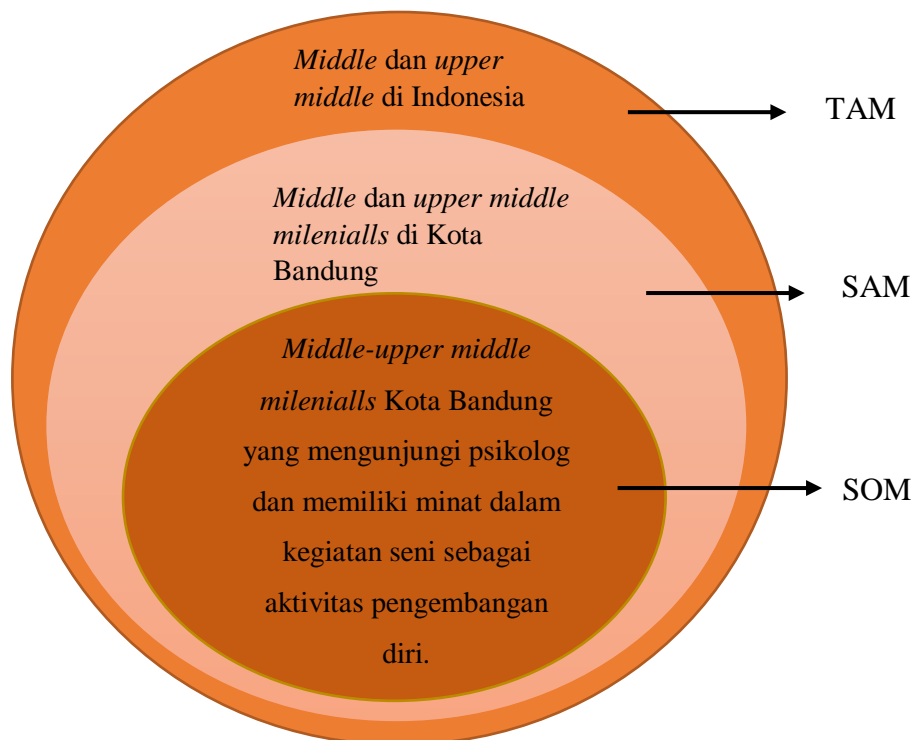 Middle dan upper
middle di Indonesia
TAM
Middle dan upper middle
milenialls di Kota
Bandung
SAM
Middle-upper middle
milenialls Kota Bandung
yang mengunjungi psikolog
dan memiliki minat dalam
kegiatan seni sebagai
aktivitas pengembangan
diri.
SOM